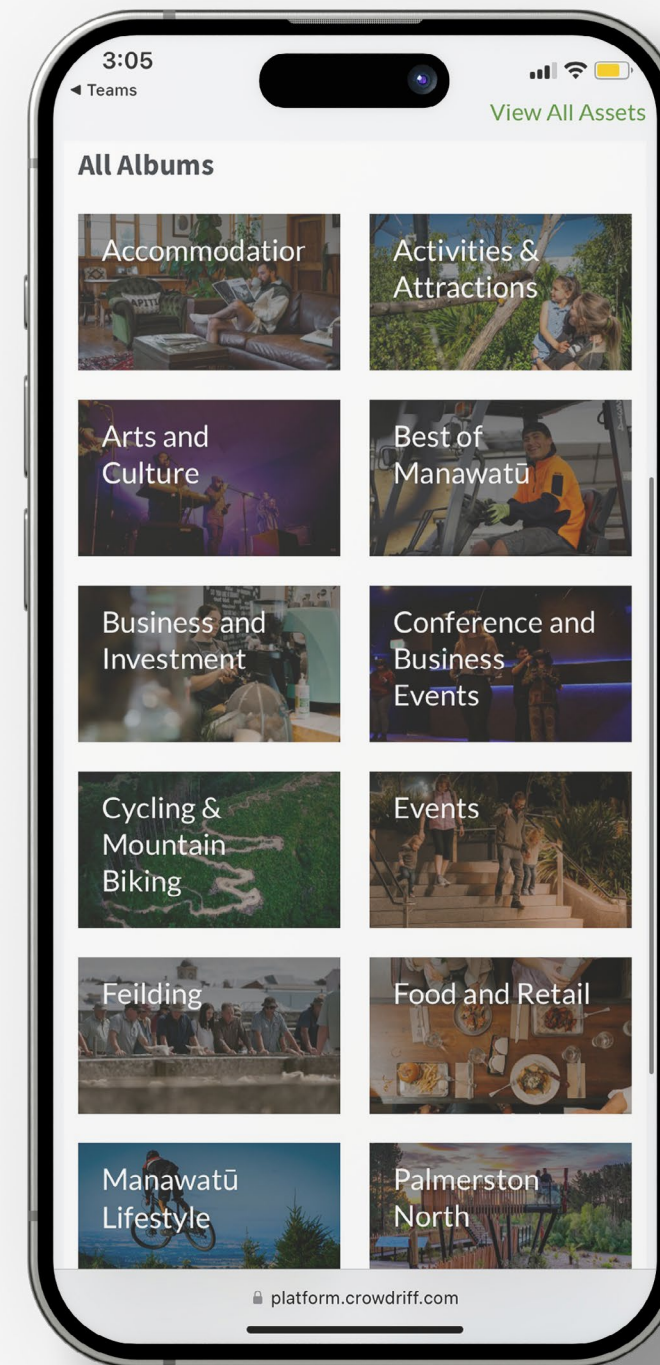 3:05
◀ Teams
View All Assets
All Albums
Accommodation
Activities &
Attractions
Arts and
Culture
Best of
Manawatū
Business and
Investment
Conference and
Business
Events
Cycling &
Mountain
Biking
Events
Feilding
Food and Retail
Manawatū
Lifestyle
Palmerston
North
platform.crowdriff.com